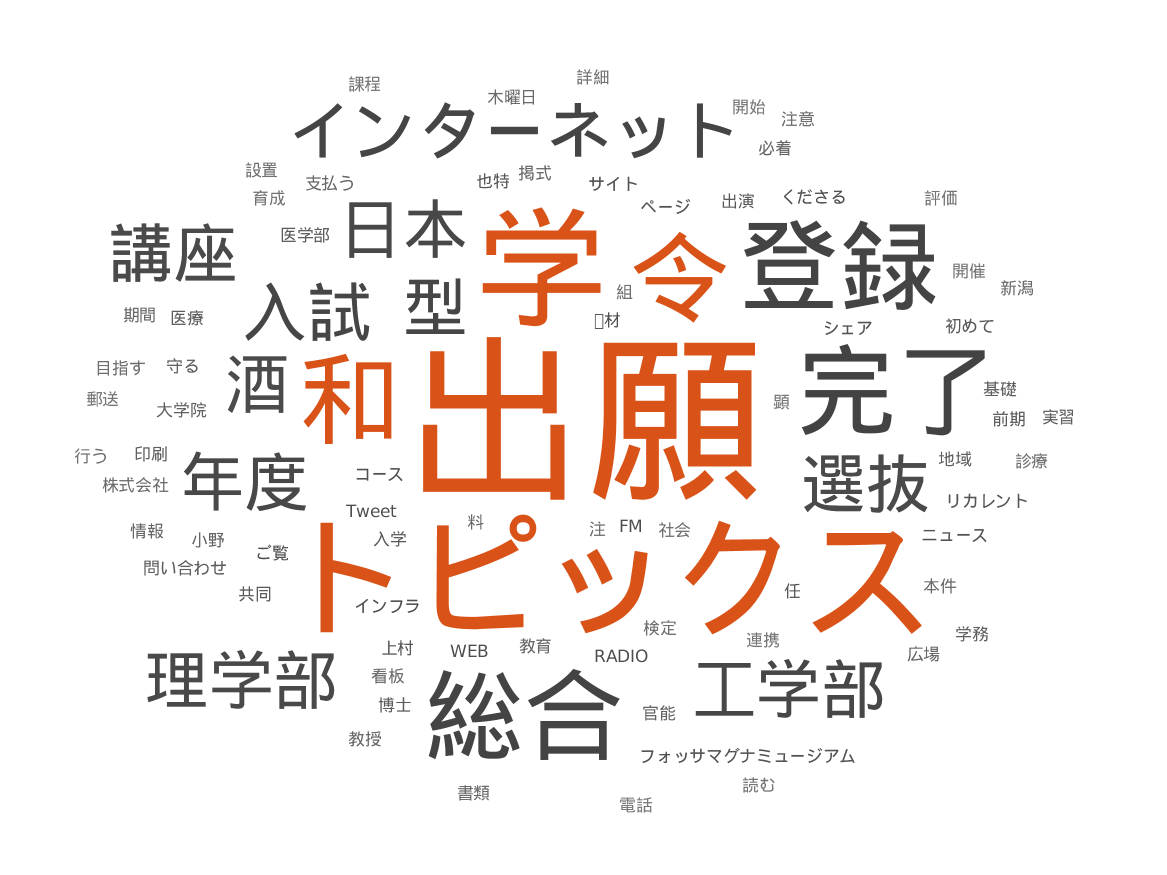 詳細
課程
木曜日
開始
インターネット
注意
必着
設置
支払う
也特
掲式
サイト
育成
ページ
出演
くださる
評価
医学部
日本
学
令
登録
講座
開催
新潟
組
入試
型
期間
医療
材
シェア
初めて
目指す
守る
酒
和
出願
完了
基礎
郵送
大学院
顕
前期
実習
行う
印刷
株式会社
年度
コース
選抜
地域
診療
リカレント
Tweet
料
注
FM
社会
情報
小野
ご覧
入学
ニュース
問い合わせ
トピックス
共同
インフラ
任
本件
検定
連携
学務
上村
WEB
教育
RADIO
広場
理学部
看板
総合
工学部
博士
官能
教授
フォッサマグナミュージアム
読む
書類
電話